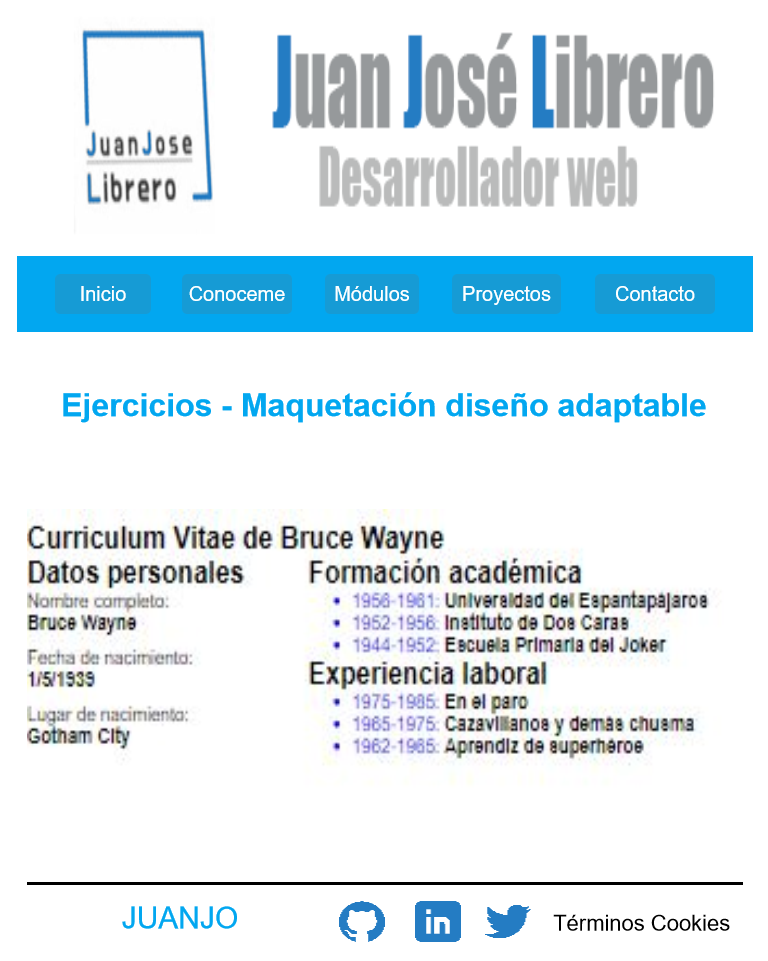 JuanJose
Librero
Juan José Librero
Desarrollador web
Inicio Conoceme Módulos Proyectos Contacto
Ejercicios - Maquetación diseño adaptable
Curriculum Vitae de Bruce Wayne
Datos personales
Nombre completo:
Bruce Wayne
Fecha de nacimiento:
1/5/1939
Lugar de nacimiento:
Gotham City
Formación académica
1956-1961: Universidad del Espantapájaros
1952-1956: Instituto de Dos Caras
1944-1952: Escuela Primaria del Joker
Experiencia laboral
1975-1985: En el paro
1965-1975: Cazavillanos y demás chusma
1962-1965: Aprendiz de superhéroe
JUANJO in Términos Cookies